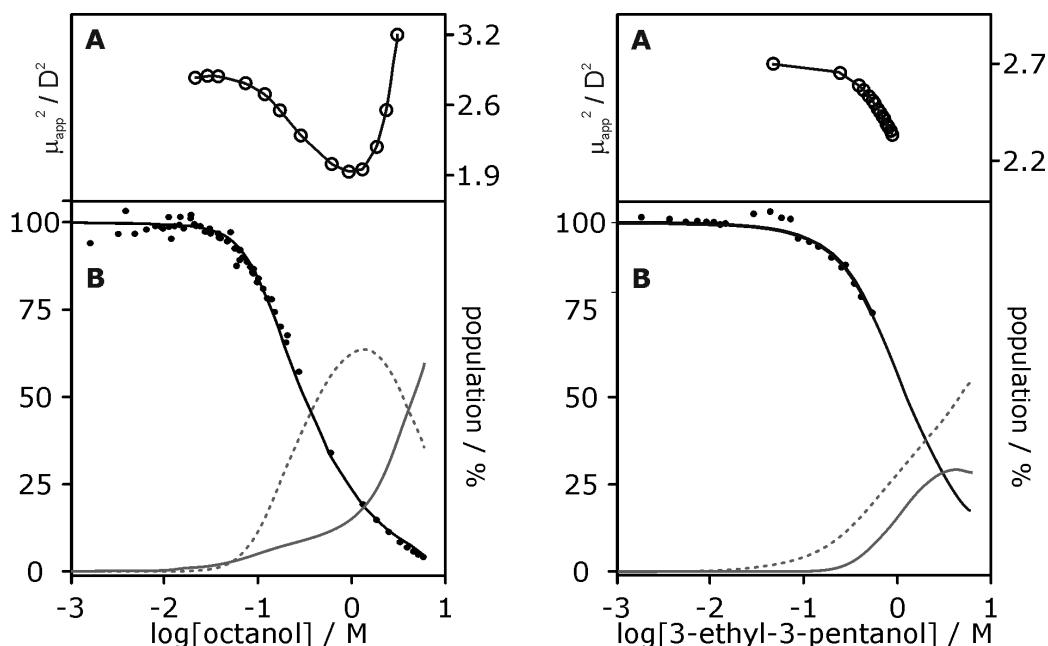 A
μapp² / D²
3.2
2.6
1.9
B
100
75
50
25
0
population / %
-3 -2 -1 0 1
log[octanol] / M
A
μapp² / D²
2.7
2.2
B
100
75
50
25
0
population / %
-3 -2 -1 0 1
log[3-ethyl-3-pentanol] / M